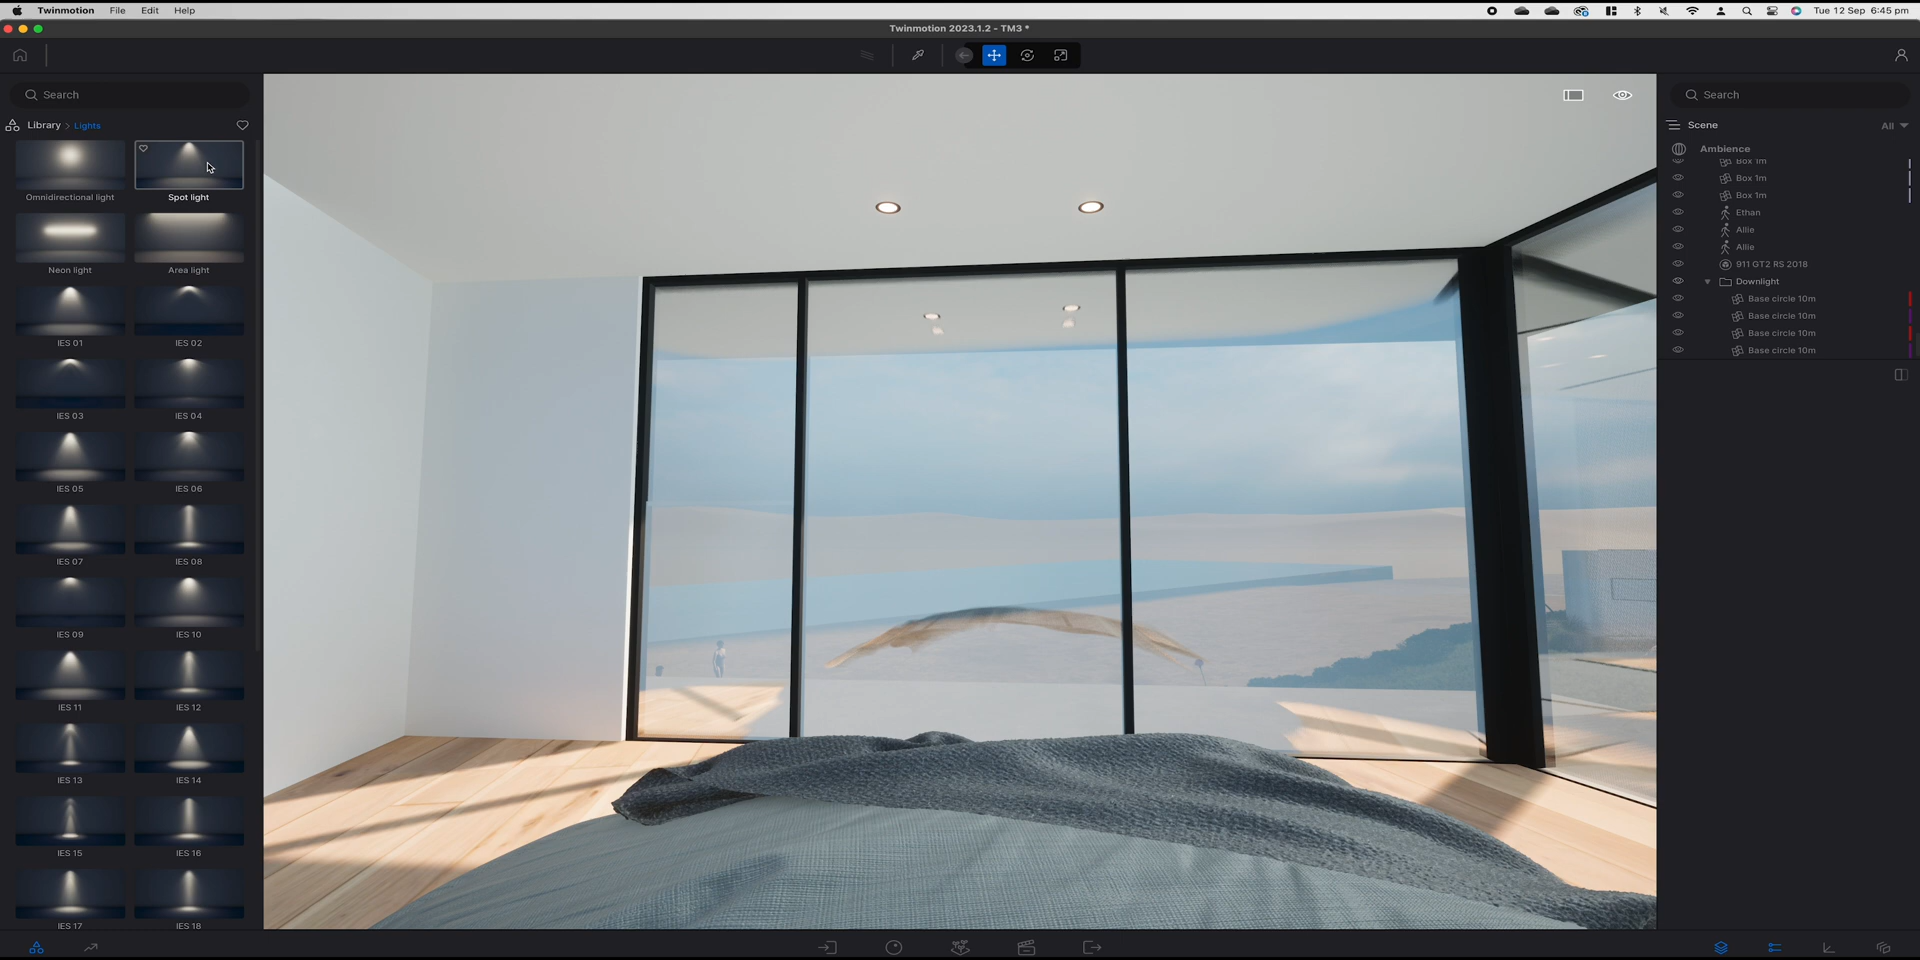 Twinmotion File Edit Help
Tue 12 Sep 6:45 pm
Twinmotion 2023.1.2 - TM3 *
Search
Library > Lights
Omnidirectional light
Spot light
Neon light
Area light
IES 01
IES 02
IES 03
IES 04
IES 05
IES 06
IES 07
IES 08
IES 09
IES 10
IES 11
IES 12
IES 13
IES 14
IES 15
IES 16
IES 17
IES 18
Search
Scene
All
Ambience
Box 1m
Box 1m
Box 1m
Ethan
Allie
Allie
911 GT2 RS 2018
Downlight
Base circle 10m
Base circle 10m
Base circle 10m
Base circle 10m